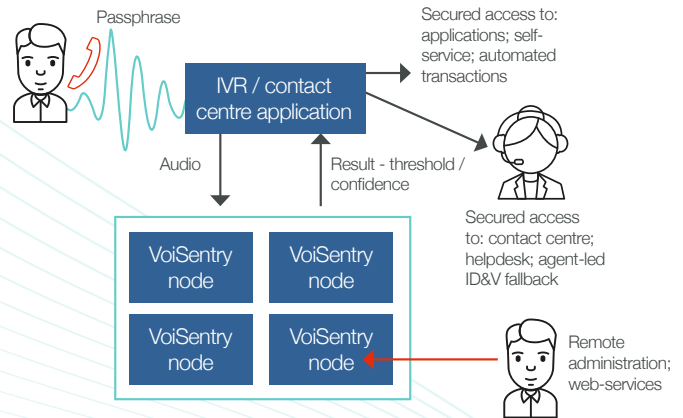 Passphrase
IVR / contact
centre application
Secured access to:
applications; self-
service; automated
transactions
Audio
Result - threshold /
confidence
Secured access
to: contact centre;
helpdesk; agent-led
ID&V fallback
VoiSentry
node
VoiSentry
node
VoiSentry
node
VoiSentry
node
Remote
administration;
web-services